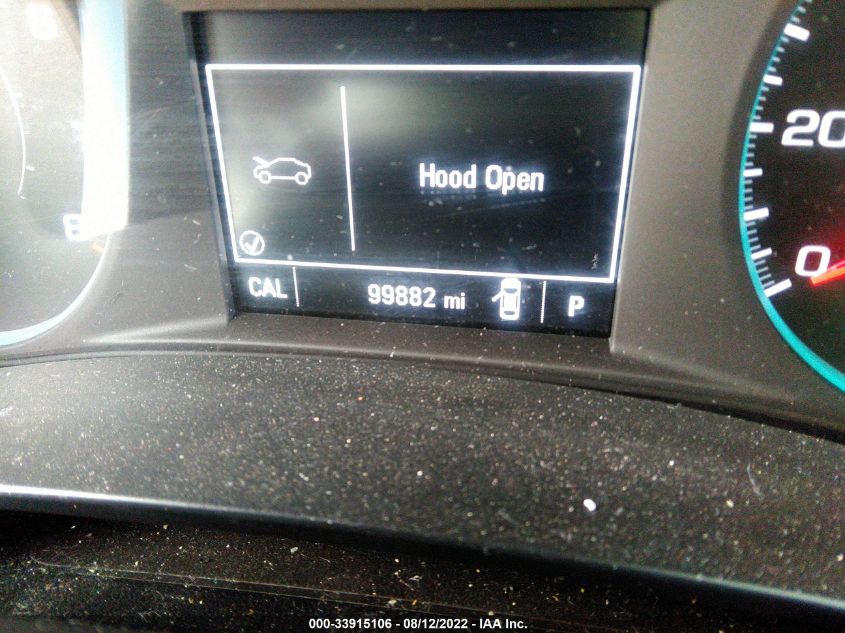 Hood Open
CAL 99882 mi P
20
0
000-33915106 - 08/12/2022 - IAA Inc.